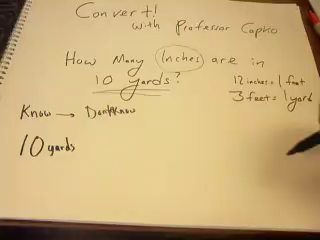 Convert!
with Professor Capko
How Many Inches are in
10 yards?
12 inches = 1 foot
3 feet = 1 yard
Know → Don't Know
10 yards